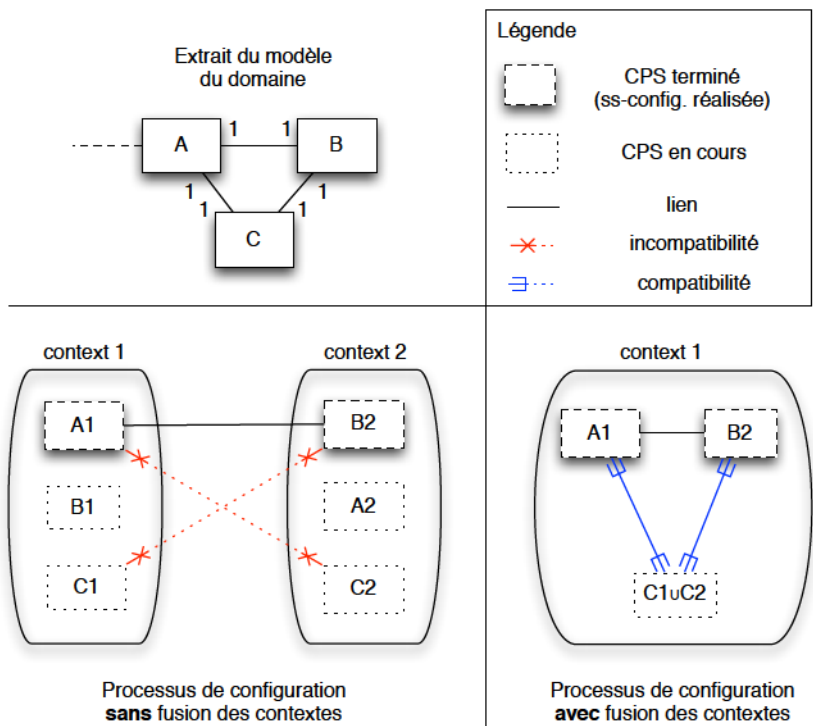 Extrait du modèle
du domaine
A
1
1
B
1
1
1
1
C
Légende
CPS terminé
(ss-config. réalisée)
CPS en cours
lien
incompatibilité
compatibilité
context 1
context 2
A1
B2
B1
A2
C1
C2
Processus de configuration
sans fusion des contextes
context 1
A1
B2
C1∪C2
Processus de configuration
avec fusion des contextes